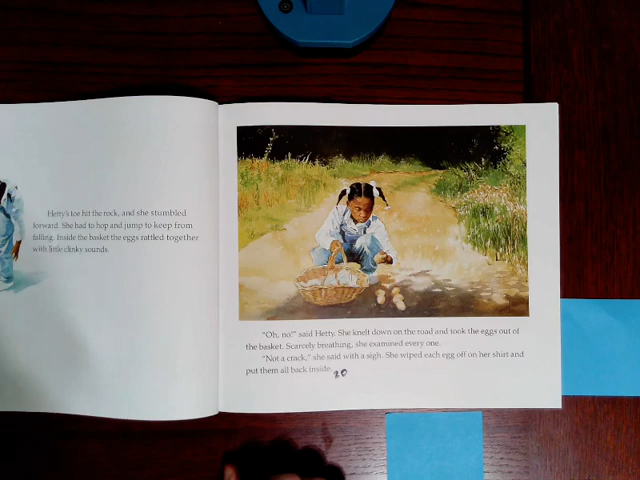 Hetty's toe hit the rock, and she stumbled
forward. She had to hop and jump to keep from
falling. Inside the basket the eggs rattled together
with little clinky sounds.
"Oh, no!" said Hetty. She knelt down on the road and took the eggs out of
the basket. Scarcely breathing, she examined every one.
"Not a crack," she said with a sigh. She wiped each egg off on her shirt and
put them all back inside.
20